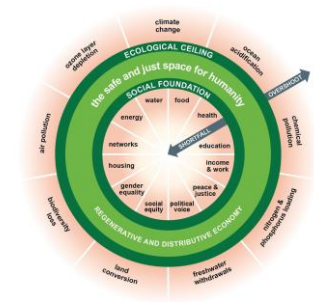 climate
change
ozone layer
depletion
ocean
acidification
ECOLOGICAL CEILING
the safe and just space for humanity
OVERSHOOT
SOCIAL FOUNDATION
water
food
energy
health
air pollution
SHORTFALL
chemical
pollution
networks
education
housing
income
& work
gender
equality
peace &
justice
social
equity
political
voice
biodiversity
loss
REGENERATIVE AND DISTRIBUTIVE ECONOMY
nitrogen &
phosphorus loading
land
conversion
freshwater
withdrawals